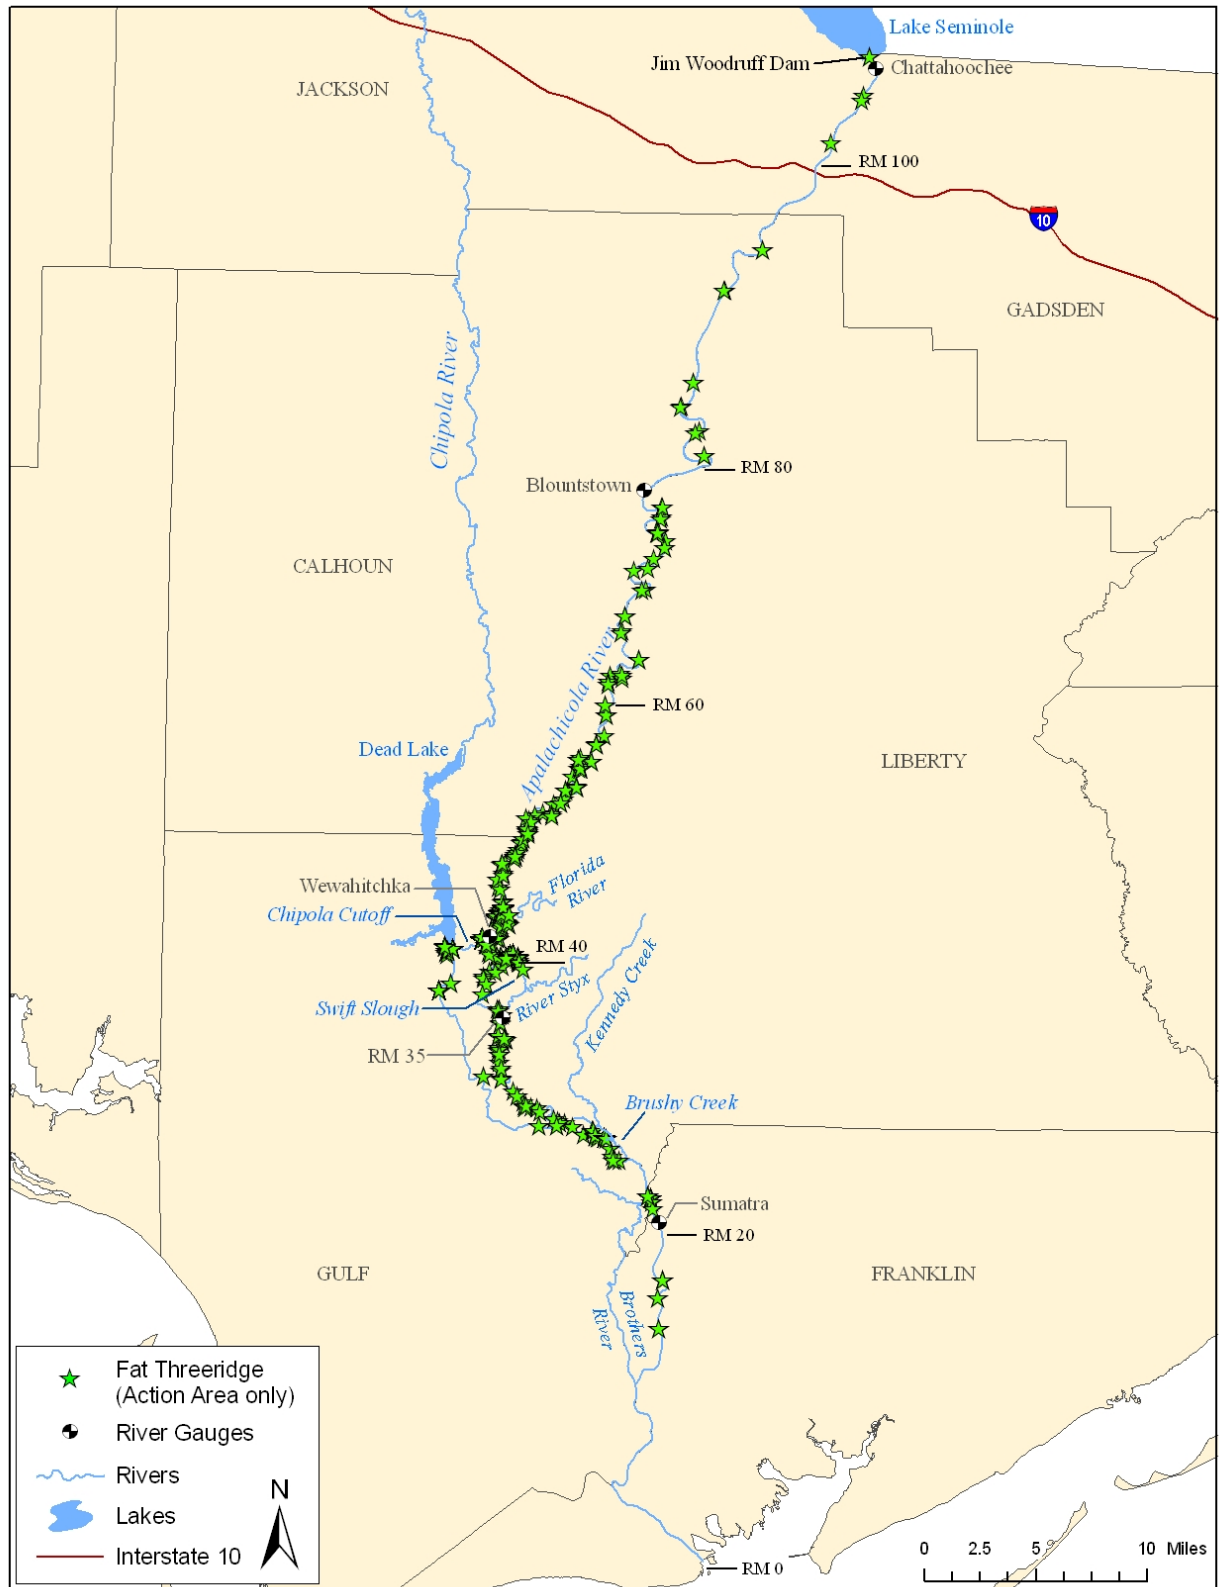 Lake Seminole
Jim Woodruff Dam
Chattahoochee
JACKSON
RM 100
10
GADSDEN
Chipola River
RM 80
Blountstown
CALHOUN
Apalachicola River
RM 60
Dead Lake
LIBERTY
Florida
River
Wewahitchka
Chipola Cutoff
RM 40
Kennedy Creek
River Styx
Swift Slough
RM 35
Brushy Creek
Sumatra
RM 20
GULF
FRANKLIN
Brothers
River
Fat Threeridge
(Action Area only)
River Gauges
Rivers
Lakes
Interstate 10
N
0 2.5 5 10 Miles
RM 0